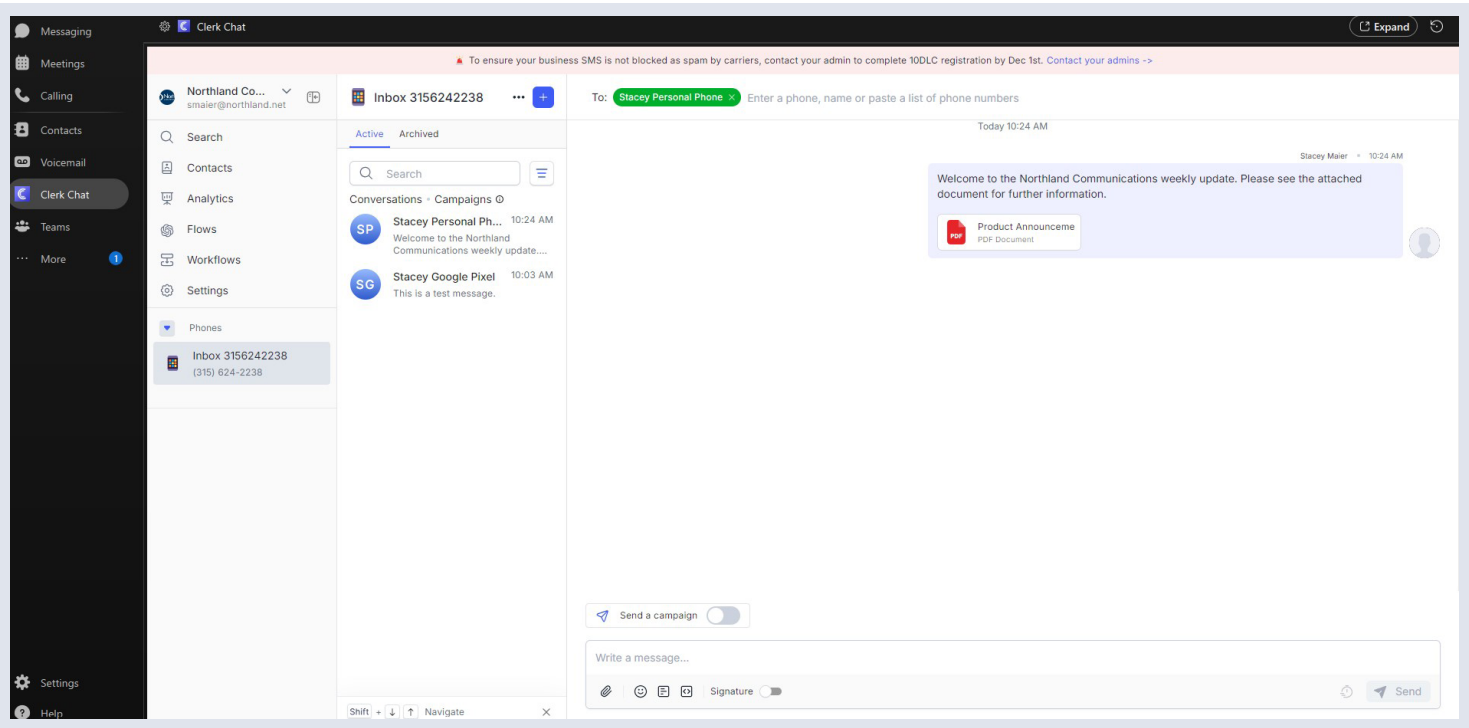 Messaging
Meetings
Calling
Contacts
Voicemail
Clerk Chat
Teams
More 1
Settings
Help
Clerk Chat
Expand
To ensure your business SMS is not blocked as spam by carriers, contact your admin to complete 10DLC registration by Dec 1st. Contact your admins ->
Northland Co...
smaier@northland.net
Search
Contacts
Analytics
Flows
Workflows
Settings
Phones
Inbox 3156242238
(315) 624-2238
Inbox 3156242238 ... +
Active Archived
Search
Conversations • Campaigns
SP
Stacey Personal Ph... 10:24 AM
Welcome to the Northland
Communications weekly update....
SG
Stacey Google Pixel 10:03 AM
This is a test message.
Shift + ↓ ↑ Navigate ×
To: Stacey Personal Phone × Enter a phone, name or paste a list of phone numbers
Today 10:24 AM
Stacey Maier • 10:24 AM
Welcome to the Northland Communications weekly update. Please see the attached
document for further information.
PDF
Product Announceme
PDF Document
Send a campaign
Write a message...
Signature
Send